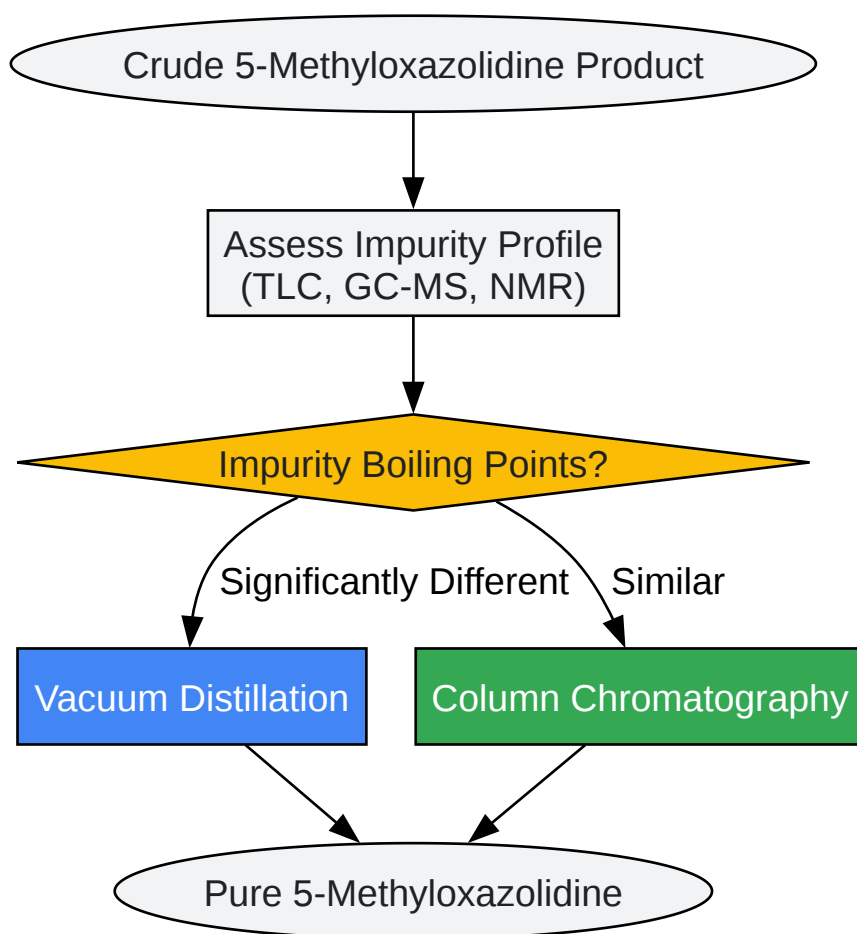 Crude 5-Methyloxazolidine Product
Assess Impurity Profile
(TLC, GC-MS, NMR)
Impurity Boiling Points?
Significantly Different
Similar
Vacuum Distillation
Column Chromatography
Pure 5-Methyloxazolidine